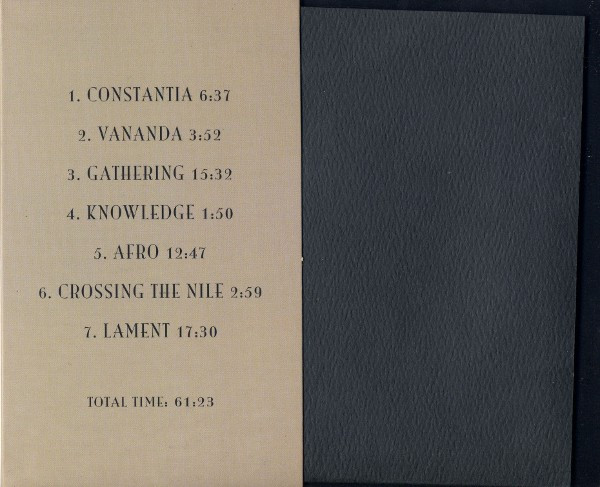 1. CONSTANTIA 6:37
2. VANANDA 3:52
3. GATHERING 15:32
4. KNOWLEDGE 1:50
5. AFRO 12:47
6. CROSSING THE NILE 2:59
7. LAMENT 17:30
TOTAL TIME: 61:23